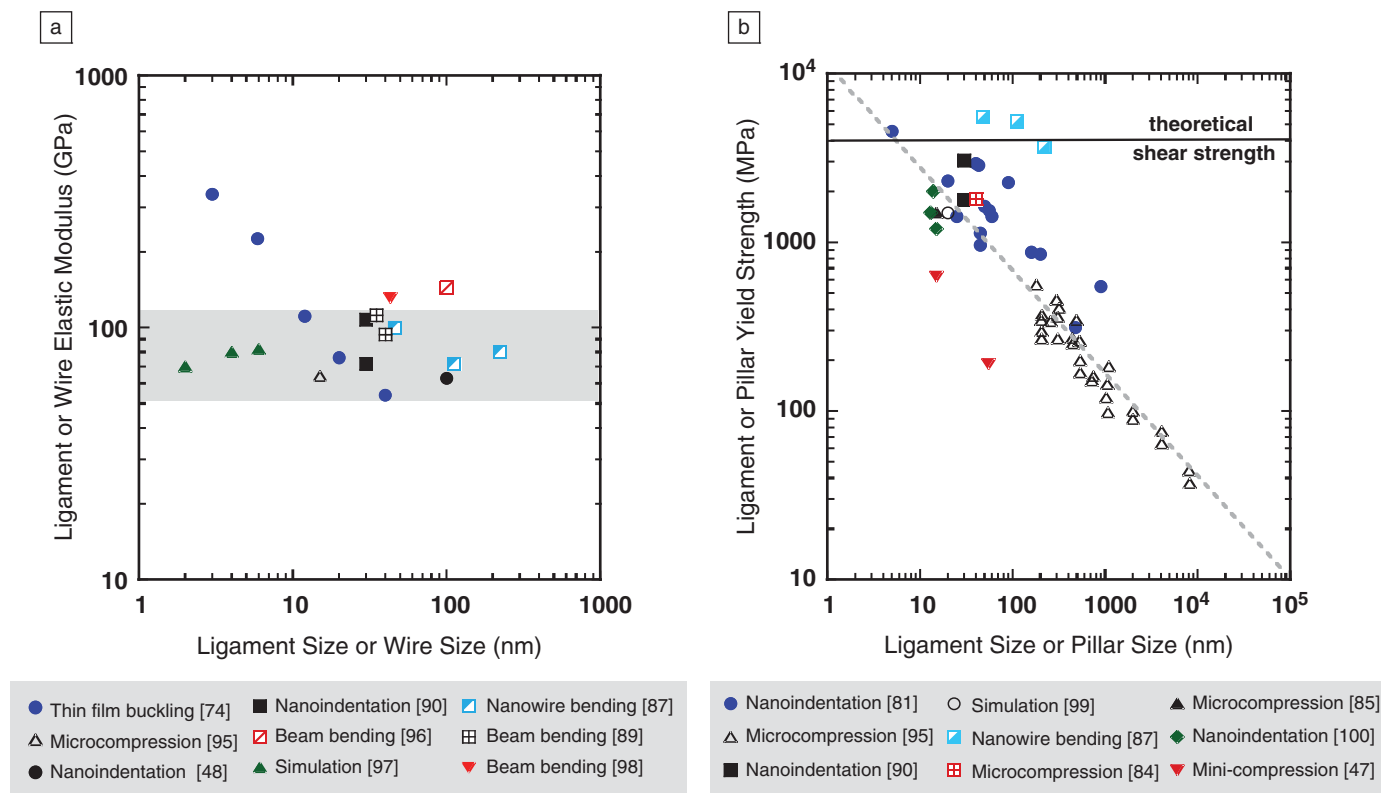 a
1000
100
10
1
10
100
1000
Ligament or Wire Elastic Modulus (GPa)
Ligament Size or Wire Size (nm)
Thin film buckling [74]
Nanoindentation [90]
Nanowire bending [87]
Microcompression [95]
Beam bending [96]
Beam bending [89]
Nanoindentation [48]
Simulation [97]
Beam bending [98]
b
10⁴
1000
100
10
1
10
100
1000
10⁴
10⁵
theoretical
shear strength
Ligament or Pillar Yield Strength (MPa)
Ligament Size or Pillar Size (nm)
Nanoindentation [81]
Simulation [99]
Microcompression [85]
Microcompression [95]
Nanowire bending [87]
Nanoindentation [100]
Nanoindentation [90]
Microcompression [84]
Mini-compression [47]